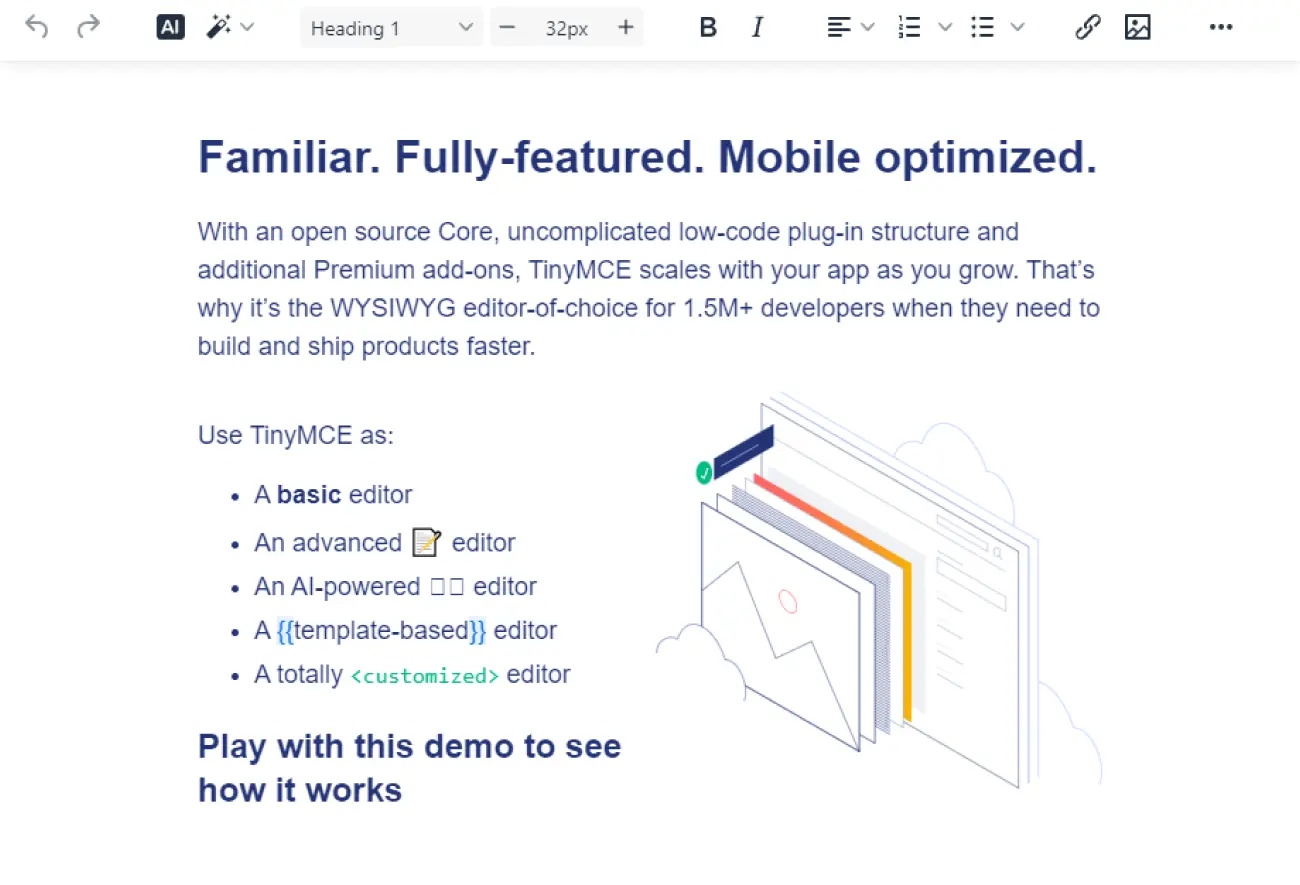 AI
Heading 1
32px
B I
Familiar. Fully-featured. Mobile optimized.
With an open source Core, uncomplicated low-code plug-in structure and
additional Premium add-ons, TinyMCE scales with your app as you grow. That’s
why it’s the WYSIWYG editor-of-choice for 1.5M+ developers when they need to
build and ship products faster.
Use TinyMCE as:
• A basic editor
• An advanced 📝 editor
• An AI-powered □□ editor
• A {{template-based}} editor
• A totally <customized> editor
Play with this demo to see
how it works